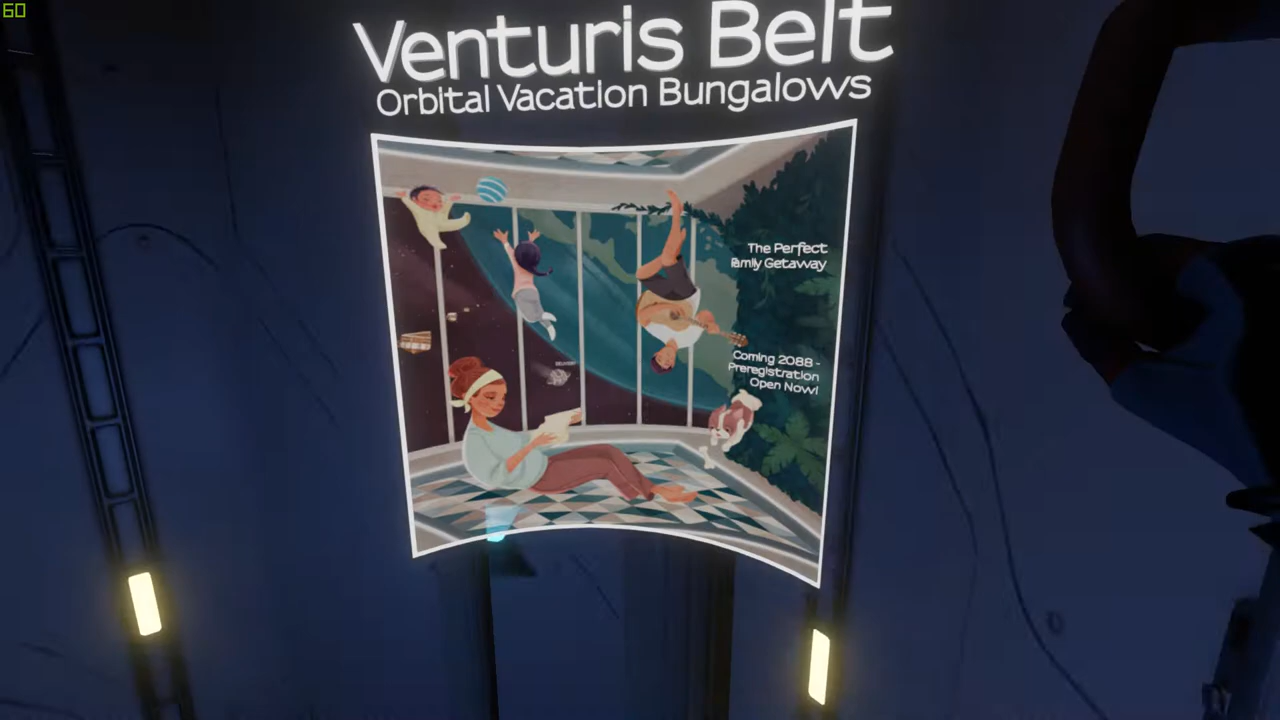 60
Venturis Belt
Orbital Vacation Bungalows
The Perfect
Family Getaway
Coming 2088 -
Preregistration
Open Now!